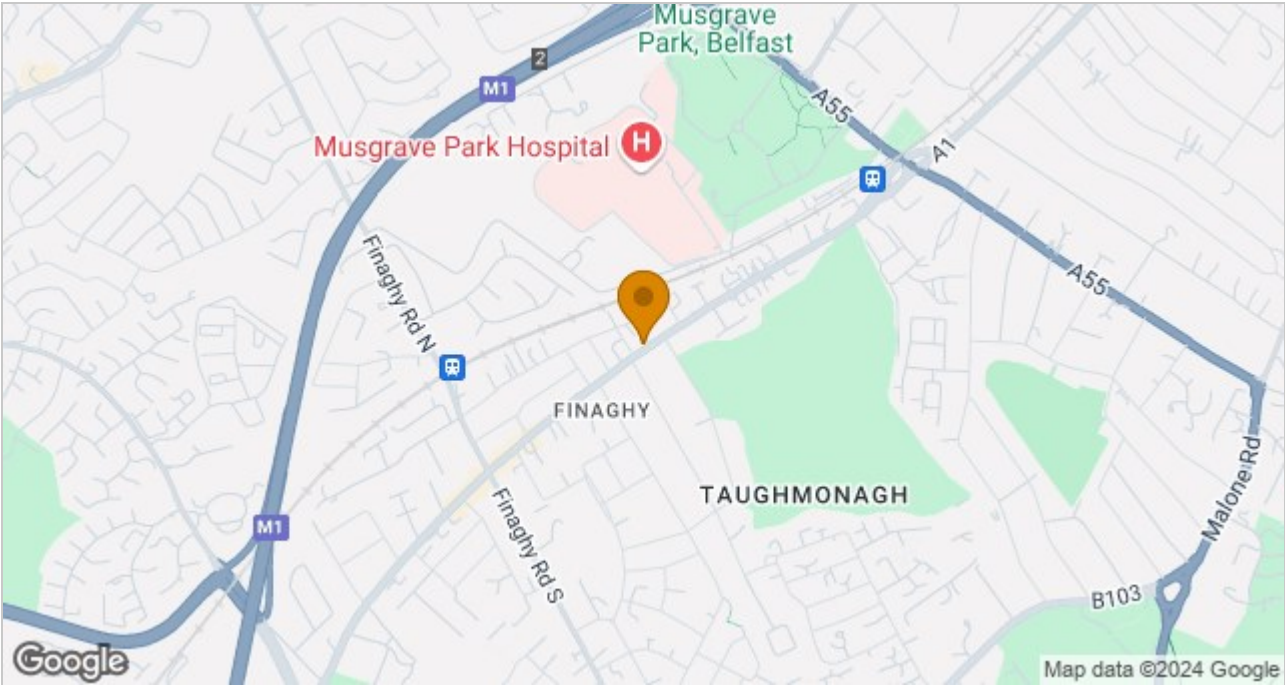 Musgrave
Park, Belfast
2
M1
A55
A1
Musgrave Park Hospital
H
Finaghy Rd N
A55
FINAGHY
TAUGHMONAGH
Malone Rd
M1
Finaghy Rd S
B103
Google
Map data ©2024 Google